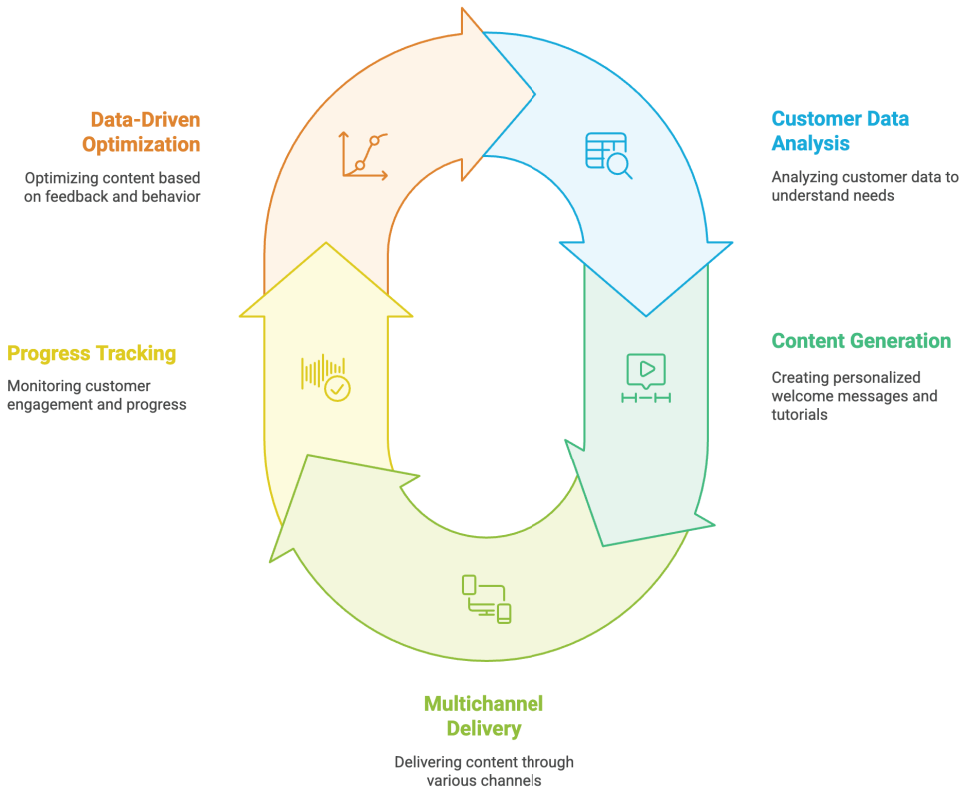 Data-Driven
Optimization
Optimizing content based
on feedback and behavior
Customer Data
Analysis
Analyzing customer data to
understand needs
Progress Tracking
Monitoring customer
engagement and progress
Content Generation
Creating personalized
welcome messages and
tutorials
Multichannel
Delivery
Delivering content through
various channels